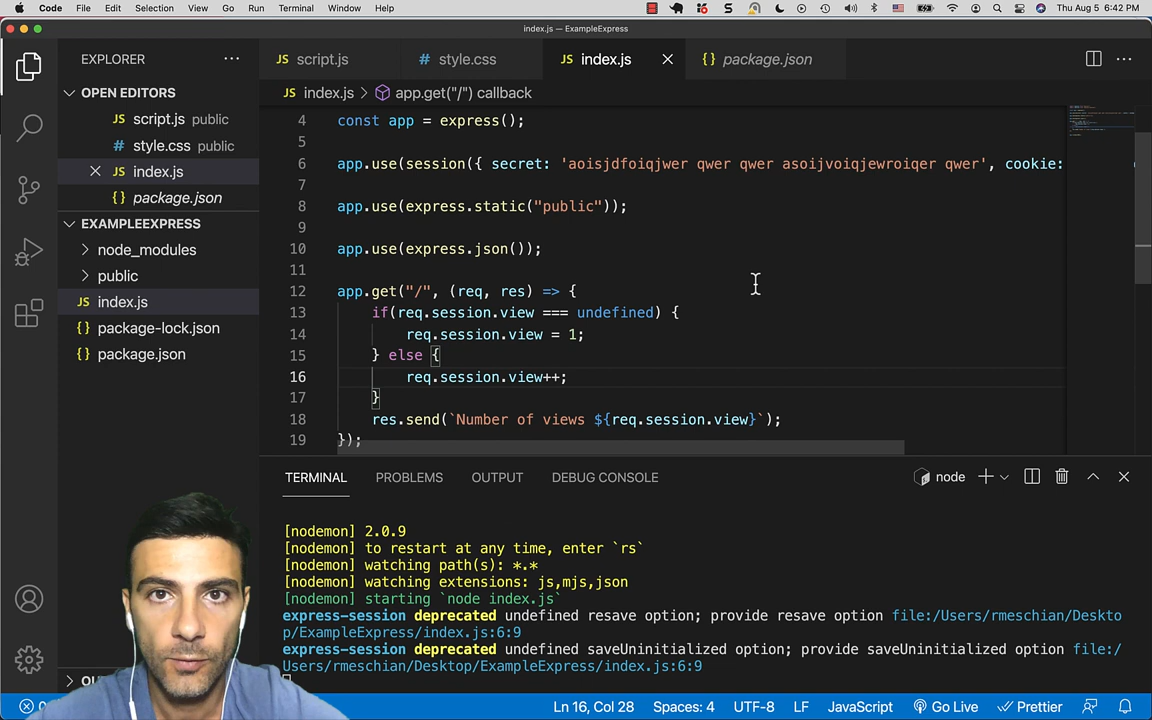 Code File Edit Selection View Go Run Terminal Window Help Thu Aug 5 6:42 PM
index.js — ExampleExpress
EXPLORER
JS script.js
# style.css
JS index.js
{} package.json
JS index.js > app.get("/") callback
OPEN EDITORS
JS script.js public
# style.css public
JS index.js
{} package.json
EXAMPLEEXPRESS
node_modules
public
JS index.js
{} package-lock.json
{} package.json
4 const app = express();
5
6 app.use(session({ secret: 'aoisjdfoiqjwer qwer qwer asoijvoiqjewroiqer qwer', cookie:
7
8 app.use(express.static("public"));
9
10 app.use(express.json());
11
12 app.get("/", (req, res) => {
13 if(req.session.view === undefined) {
14 req.session.view = 1;
15 } else {
16 req.session.view++;
17 }
18 res.send(`Number of views ${req.session.view}`);
19 });
TERMINAL PROBLEMS OUTPUT DEBUG CONSOLE node
[nodemon] 2.0.9
[nodemon] to restart at any time, enter `rs`
[nodemon] watching path(s): *.*
[nodemon] watching extensions: js,mjs,json
[nodemon] starting `node index.js`
express-session deprecated undefined resave option; provide resave option file:/Users/rmeschian/Deskto
p/ExampleExpress/index.js:6:9
express-session deprecated undefined saveUninitialized option; provide saveUninitialized option file:/
Users/rmeschian/Desktop/ExampleExpress/index.js:6:9
Ln 16, Col 28 Spaces: 4 UTF-8 LF JavaScript Go Live Prettier